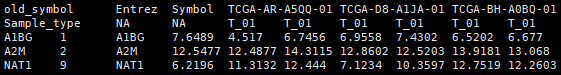 old_symbol Entrez Symbol TCGA-AR-A5QQ-01 TCGA-D8-A1JA-01 TCGA-BH-A0BQ-01
Sample_type NA NA T_01 T_01 T_01 T_01 T_01 T_01
A1BG 1 A1BG 7.6489 4.517 6.7456 6.9558 7.4302 6.5202 6.677
A2M 2 A2M 12.5477 12.4877 14.3115 12.8602 12.5203 13.9181 13.068
NAT1 9 NAT1 6.2196 11.3132 12.444 7.1234 10.3597 12.7519 12.2603